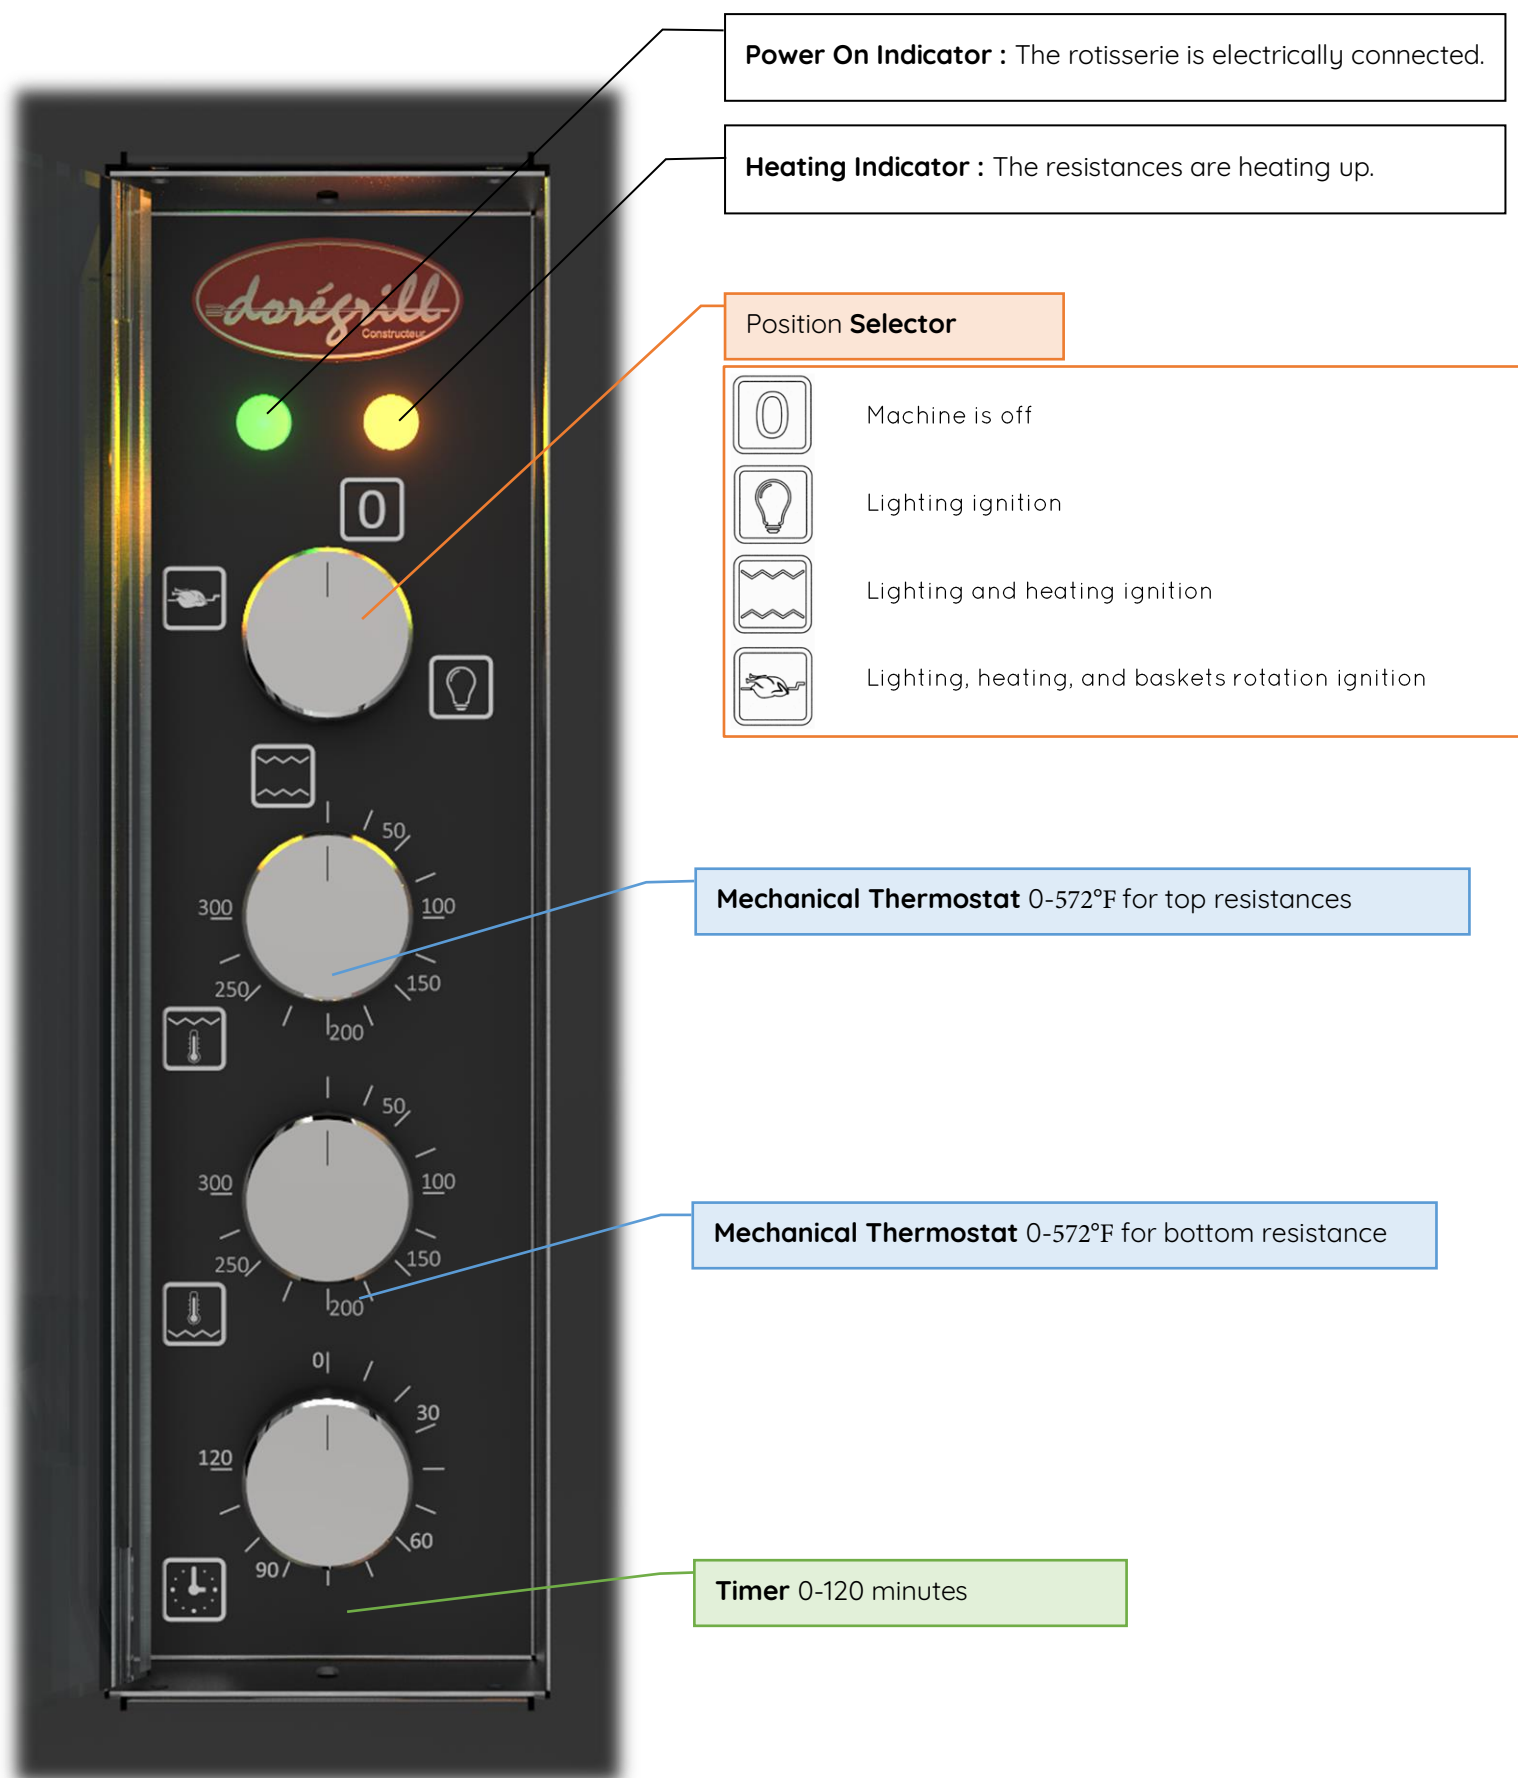 Power On Indicator : The rotisserie is electrically connected.
Heating Indicator : The resistances are heating up.
dorégrill
Constructeur
Position Selector
0
Machine is off
Lighting ignition
Lighting and heating ignition
Lighting, heating, and baskets rotation ignition
0
50
100
150
200
250
300
Mechanical Thermostat 0-572°F for top resistances
50
100
150
200
250
300
Mechanical Thermostat 0-572°F for bottom resistance
0
30
60
90
120
Timer 0-120 minutes